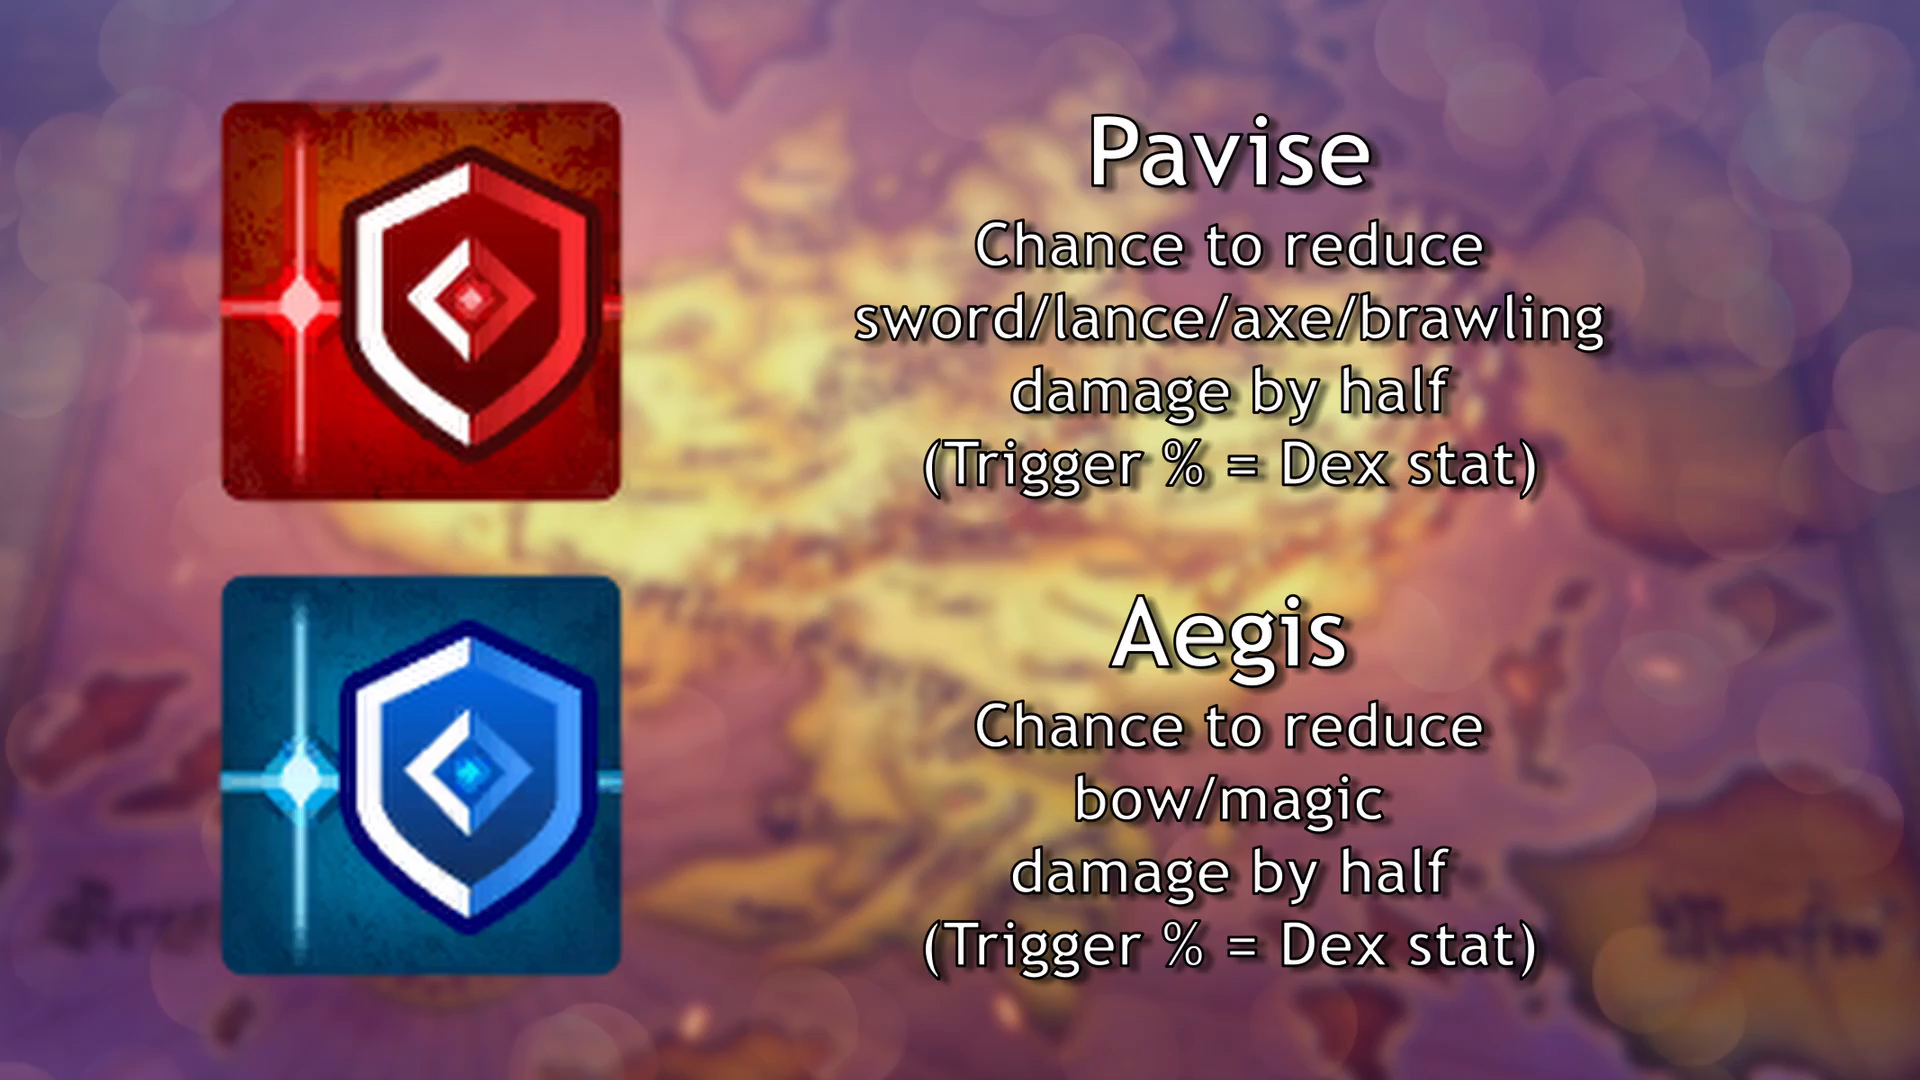 Pavise
Chance to reduce
sword/lance/axe/brawling
damage by half
(Trigger % = Dex stat)
Aegis
Chance to reduce
bow/magic
damage by half
(Trigger % = Dex stat)